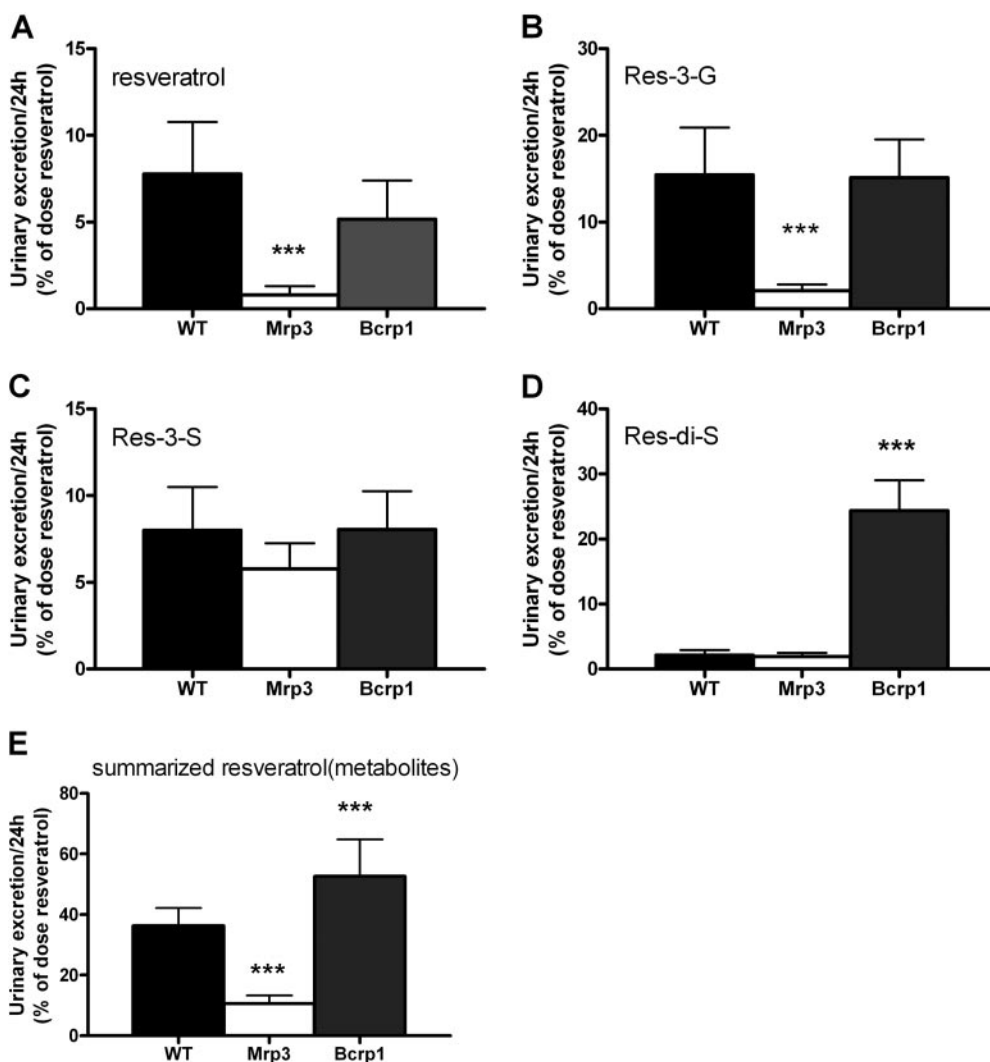 A
resveratrol
Urinary excretion/24h
(% of dose resveratrol)
15
10
5
0
***
WT
Mrp3
Bcrp1
B
Res-3-G
Urinary excretion/24h
(% of dose resveratrol)
30
20
10
0
***
WT
Mrp3
Bcrp1
C
Res-3-S
Urinary excretion/24h
(% of dose resveratrol)
15
10
5
0
WT
Mrp3
Bcrp1
D
Res-di-S
Urinary excretion/24h
(% of dose resveratrol)
40
30
20
10
0
***
WT
Mrp3
Bcrp1
E
summarized resveratrol(metabolites)
Urinary excretion/24h
(% of dose resveratrol)
80
60
40
20
0
***
***
WT
Mrp3
Bcrp1